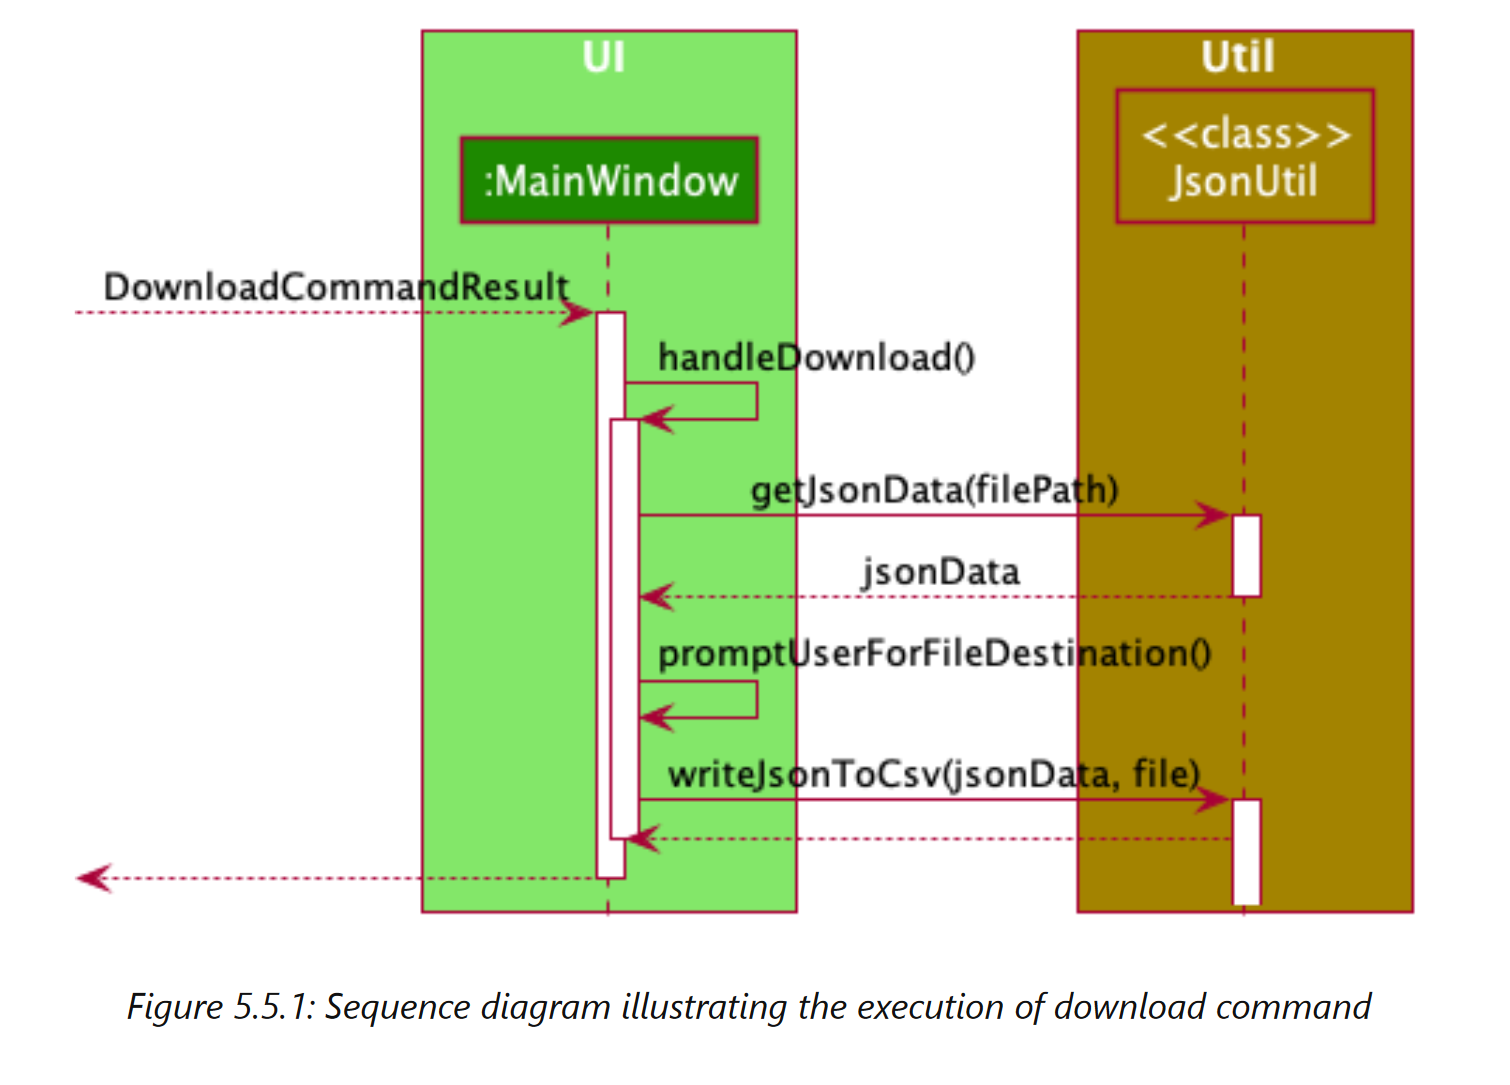 UI
Util
:MainWindow
<<class>>
JsonUtil
DownloadCommandResult
handleDownload()
getJsonData(filePath)
jsonData
promptUserForFileDestination()
writeJsonToCsv(jsonData, file)
Figure 5.5.1: Sequence diagram illustrating the execution of download command